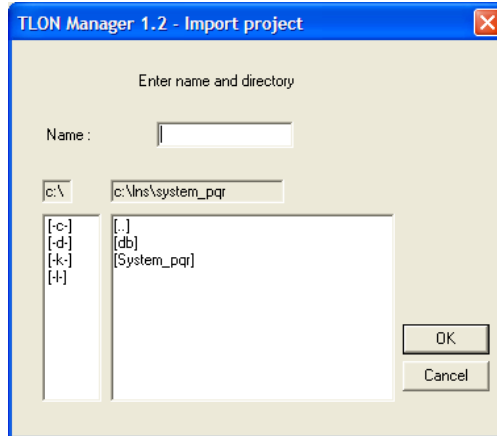 TLON Manager 1.2 - Import project
Enter name and directory
Name :
c:\ c:\lns\system_pqr
[-c-] [..]
[-d-] [db]
[-k-] [System_pqr]
[-l-]
OK
Cancel